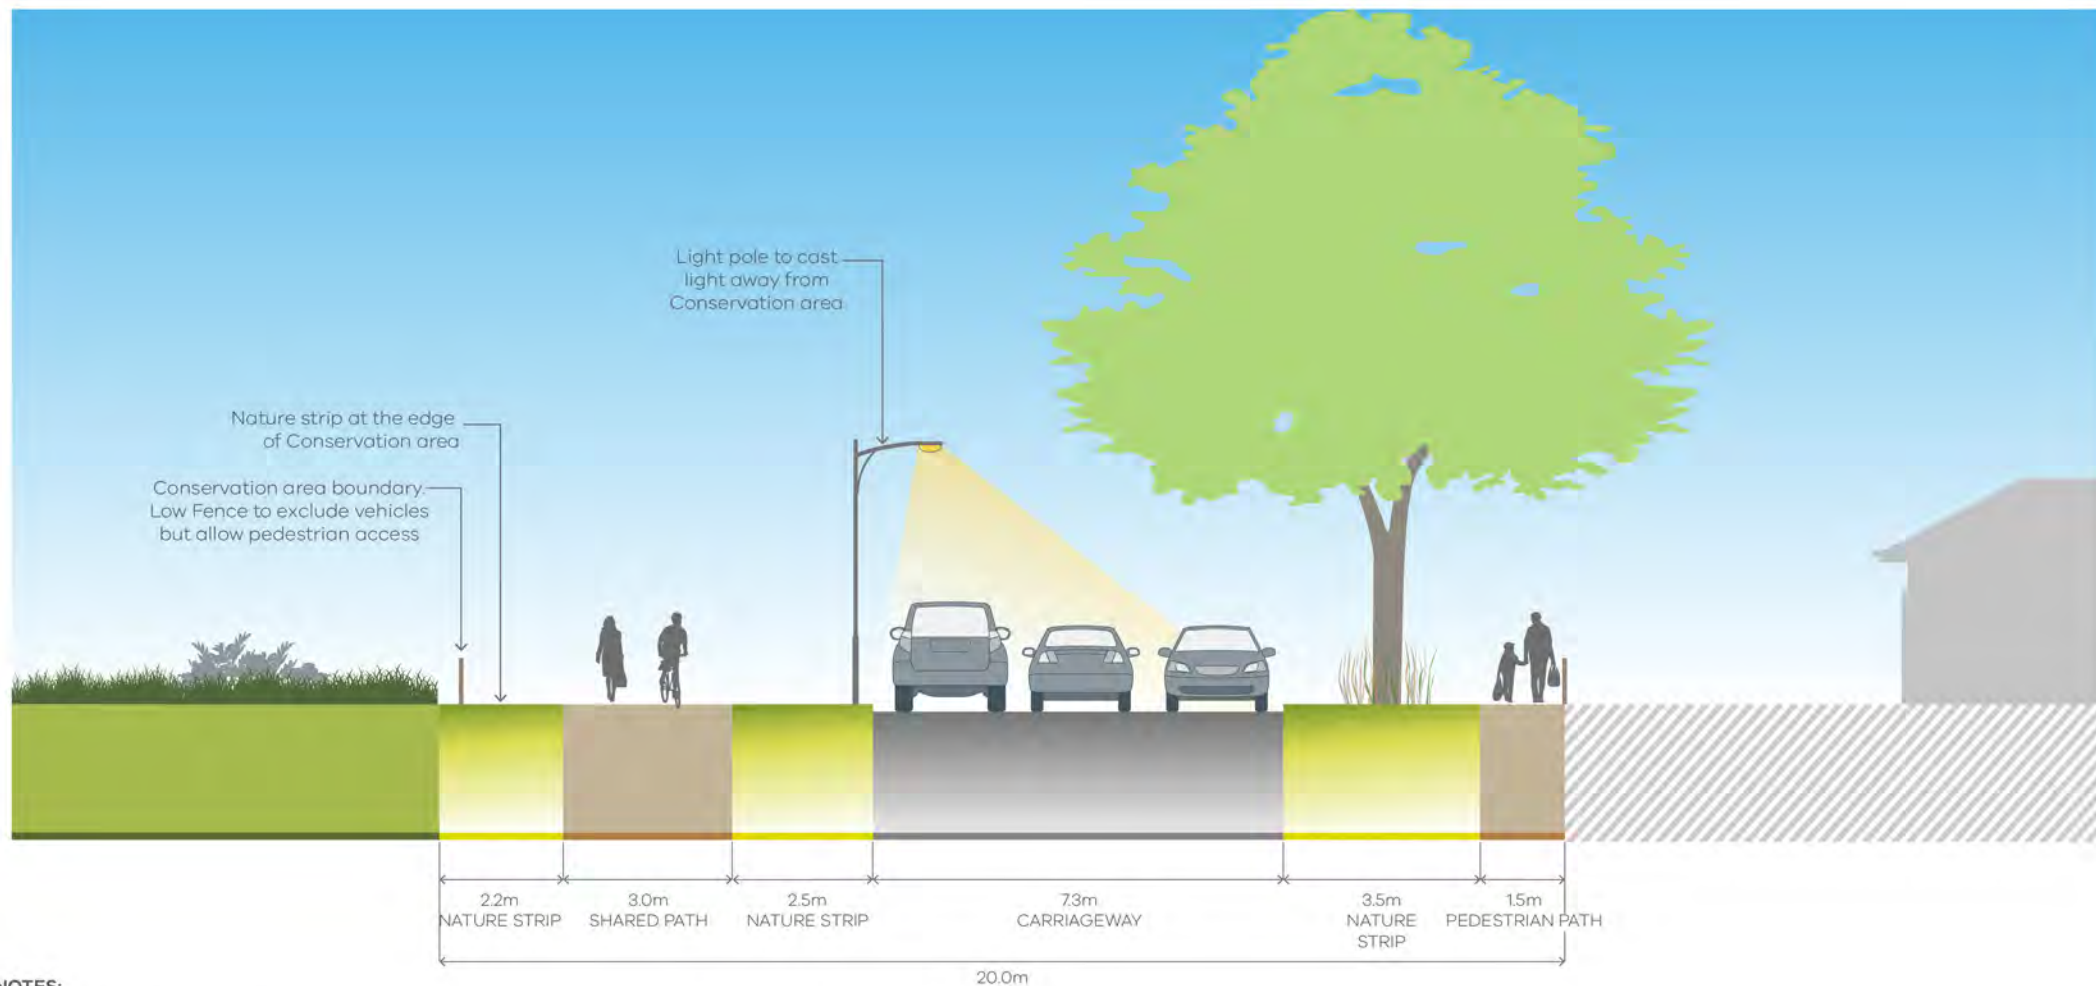 Light pole to cast
light away from
Conservation area
Nature strip at the edge
of Conservation area
Conservation area boundary.
Low Fence to exclude vehicles
but allow pedestrian access
2.2m
NATURE STRIP
3.0m
SHARED PATH
2.5m
NATURE STRIP
7.3m
CARRIAGEWAY
3.5m
NATURE
STRIP
1.5m
PEDESTRIAN PATH
20.0m
NOTES: